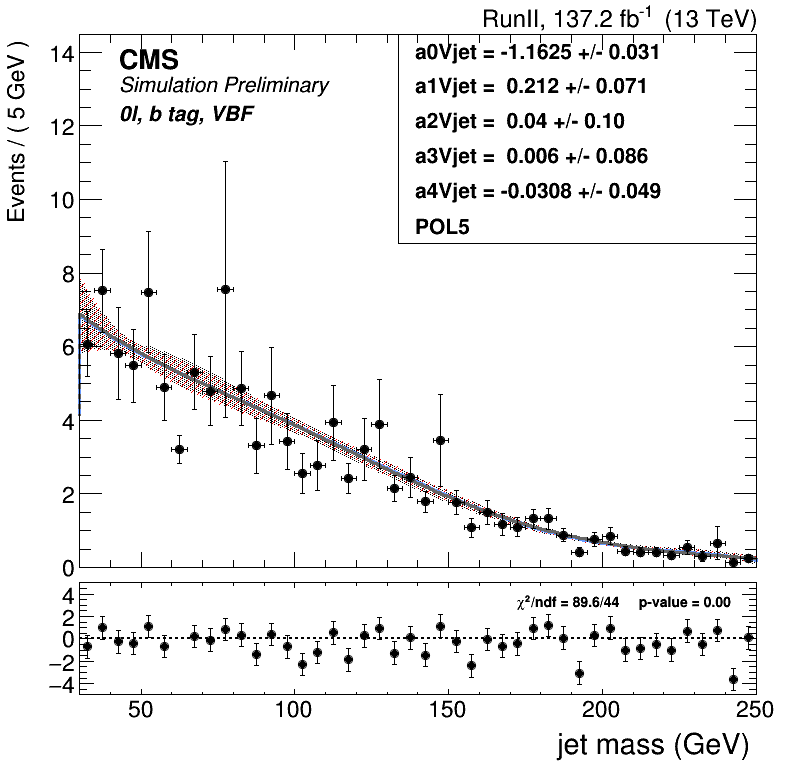 RunII, 137.2 fb⁻¹ (13 TeV)
CMS
Simulation Preliminary
0l, b tag, VBF
a0Vjet = -1.1625 +/- 0.031
a1Vjet = 0.212 +/- 0.071
a2Vjet = 0.04 +/- 0.10
a3Vjet = 0.006 +/- 0.086
a4Vjet = -0.0308 +/- 0.049
POL5
Events / ( 5 GeV )
14
12
10
8
6
4
2
0
χ²/ndf = 89.6/44 p-value = 0.00
4
2
0
−2
−4
50 100 150 200 250
jet mass (GeV)